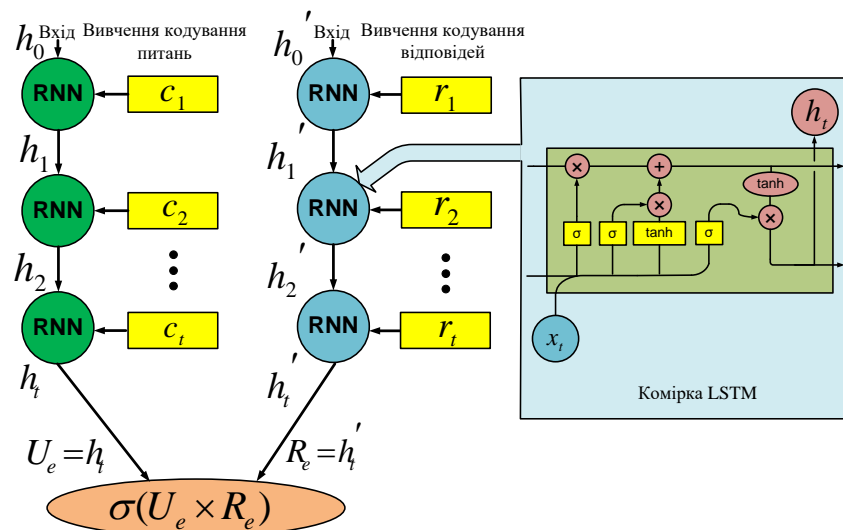 h₀ Вхід
Вивчення кодування
питань
h₀′ Вхід
Вивчення кодування
відповідей
RNN
c₁
RNN
r₁
hₜ
h₁
h₁′
× +
tanh
RNN
c₂
RNN
r₂
×
×
σ σ tanh σ
h₂
h₂′
RNN
cₜ
RNN
rₜ
xₜ
hₜ
hₜ′
Комірка LSTM
Uₑ = hₜ
Rₑ = hₜ′
σ(Uₑ × Rₑ)